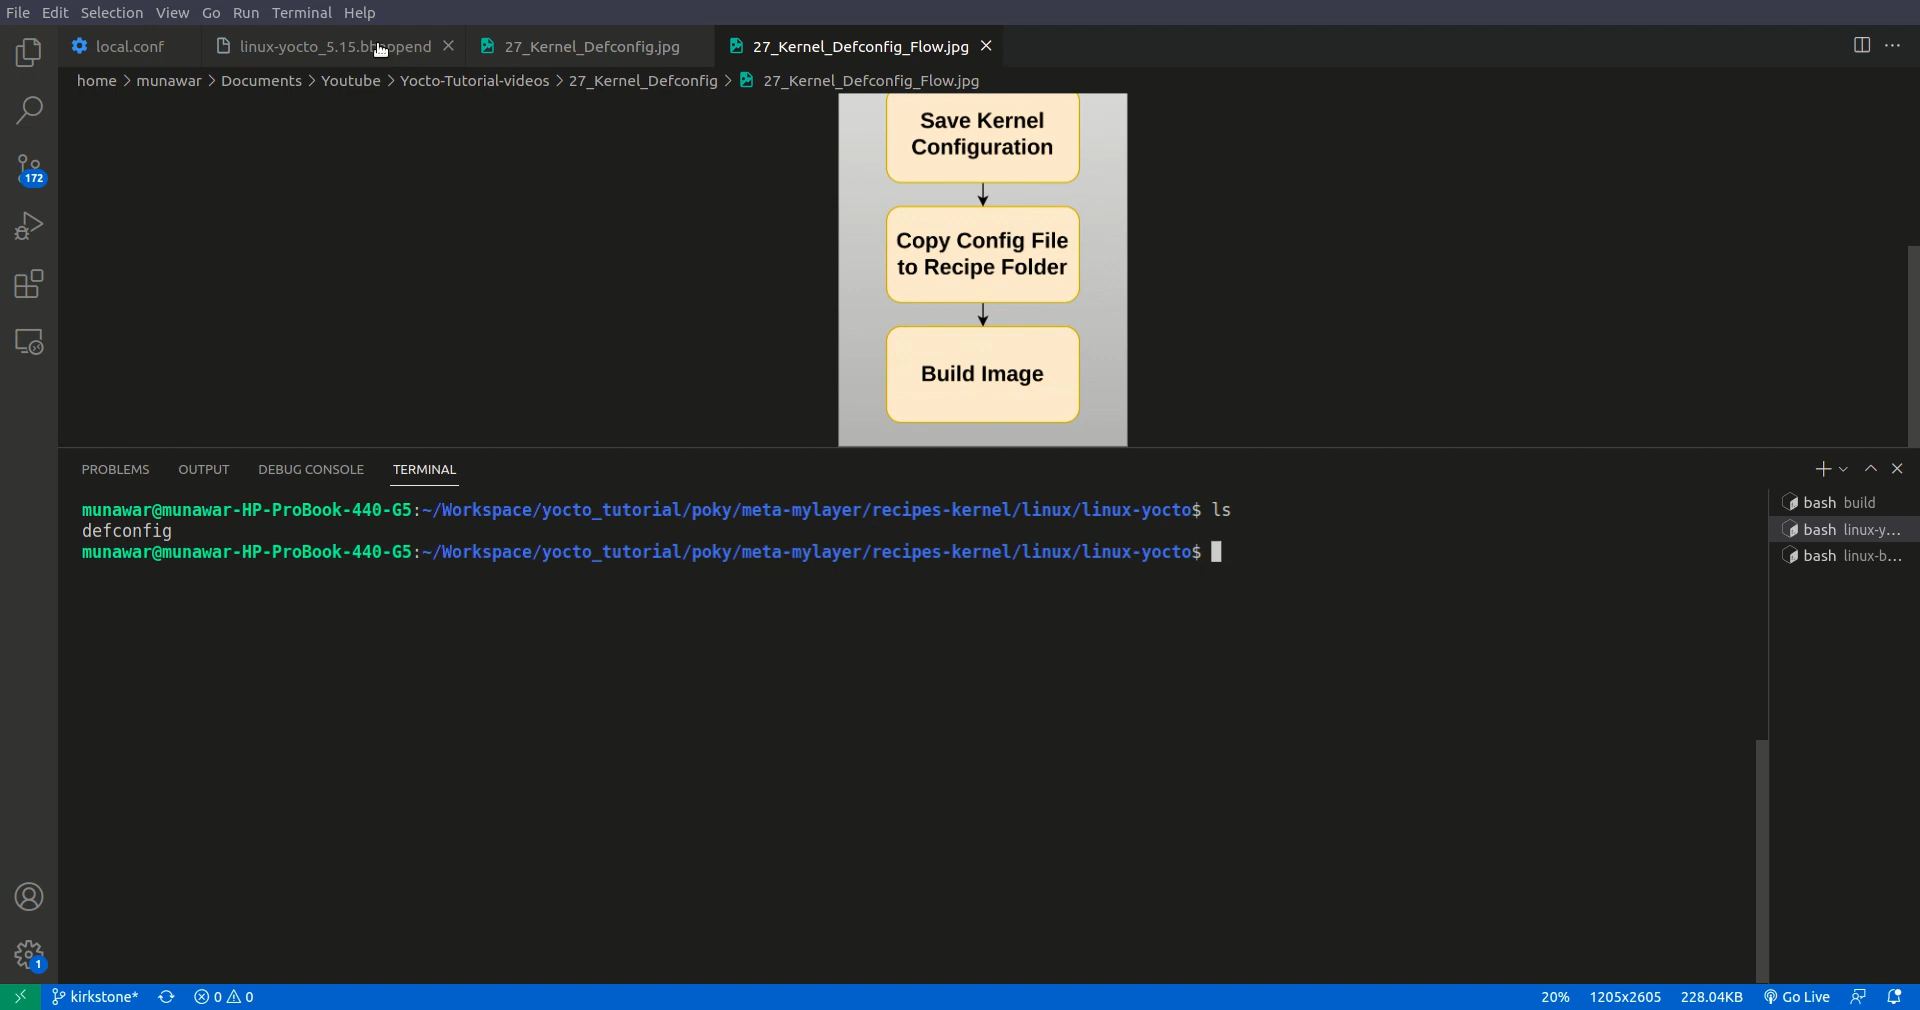 File Edit Selection View Go Run Terminal Help
local.conf linux-yocto_5.15.bbappend 27_Kernel_Defconfig.jpg 27_Kernel_Defconfig_Flow.jpg
home > munawar > Documents > Youtube > Yocto-Tutorial-videos > 27_Kernel_Defconfig > 27_Kernel_Defconfig_Flow.jpg
172
Save Kernel
Configuration
Copy Config File
to Recipe Folder
Build Image
PROBLEMS OUTPUT DEBUG CONSOLE TERMINAL
munawar@munawar-HP-ProBook-440-G5:~/Workspace/yocto_tutorial/poky/meta-mylayer/recipes-kernel/linux/linux-yocto$ ls
defconfig
munawar@munawar-HP-ProBook-440-G5:~/Workspace/yocto_tutorial/poky/meta-mylayer/recipes-kernel/linux/linux-yocto$
bash build
bash linux-y...
bash linux-b...
1
kirkstone* 0 0 20% 1205x2605 228.04KB Go Live